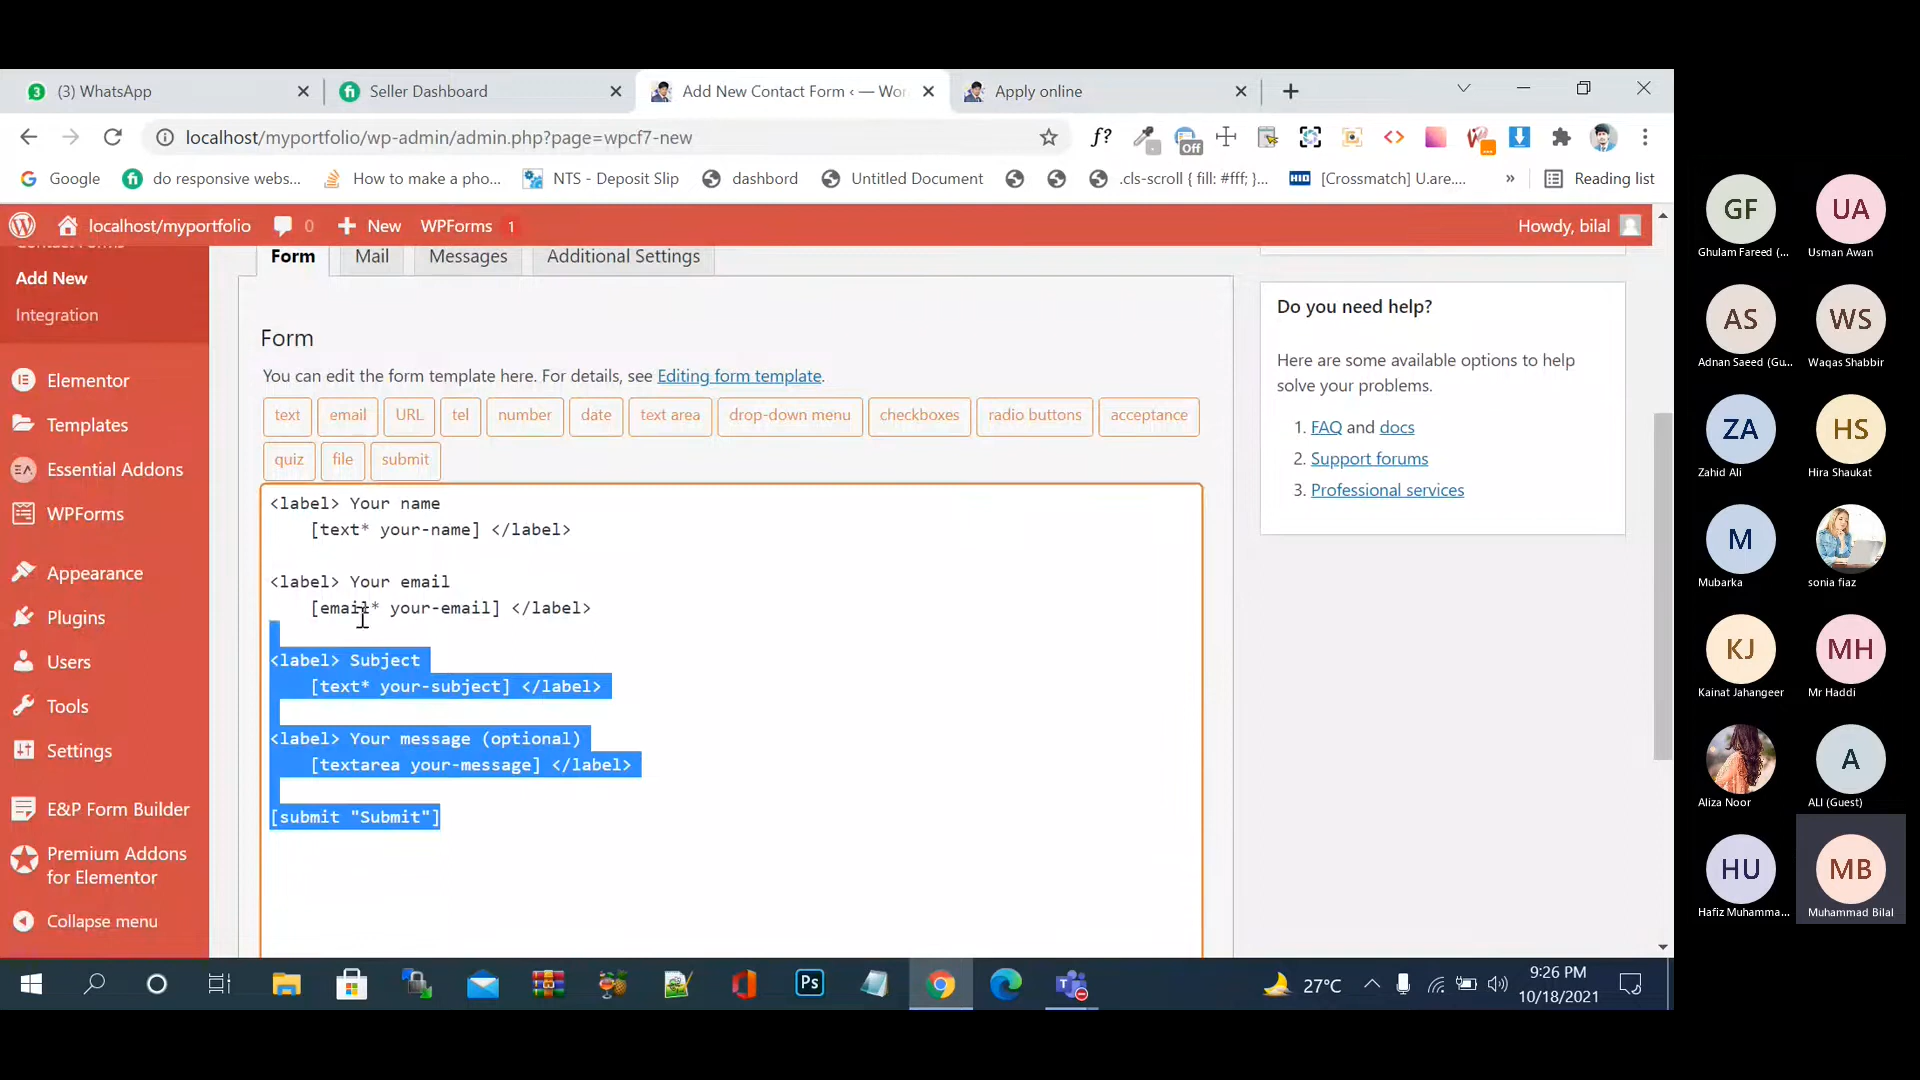 3
(3) WhatsApp
Seller Dashboard
Add New Contact Form ‹ — Wor
Apply online
localhost/myportfolio/wp-admin/admin.php?page=wpcf7-new
f?
Off
Google
do responsive webs...
How to make a pho...
NTS - Deposit Slip
dashbord
Untitled Document
.cls-scroll { fill: #fff; }...
HID
[Crossmatch] U.are....
»
Reading list
localhost/myportfolio
0
New
WPForms 1
Howdy, bilal
Add New
Integration
Elementor
Templates
Essential Addons
WPForms
Appearance
Plugins
Users
Tools
Settings
E&P Form Builder
Premium Addons
for Elementor
Collapse menu
Form
Mail
Messages
Additional Settings
Form
You can edit the form template here. For details, see Editing form template.
text
email
URL
tel
number
date
text area
drop-down menu
checkboxes
radio buttons
acceptance
quiz
file
submit
<label> Your name
[text* your-name] </label>
<label> Your email
[email* your-email] </label>
<label> Subject
[text* your-subject] </label>
<label> Your message (optional)
[textarea your-message] </label>
[submit "Submit"]
Do you need help?
Here are some available options to help
solve your problems.
1. FAQ and docs
2. Support forums
3. Professional services
GF
Ghulam Fareed (...
UA
Usman Awan
AS
Adnan Saeed (Gu...
WS
Waqas Shabbir
ZA
Zahid Ali
HS
Hira Shaukat
M
Mubarka
sonia fiaz
KJ
Kainat Jahangeer
MH
Mr Haddi
Aliza Noor
A
ALI (Guest)
HU
Hafiz Muhamma...
MB
Muhammad Bilal
Ps
27°C
9:26 PM
10/18/2021